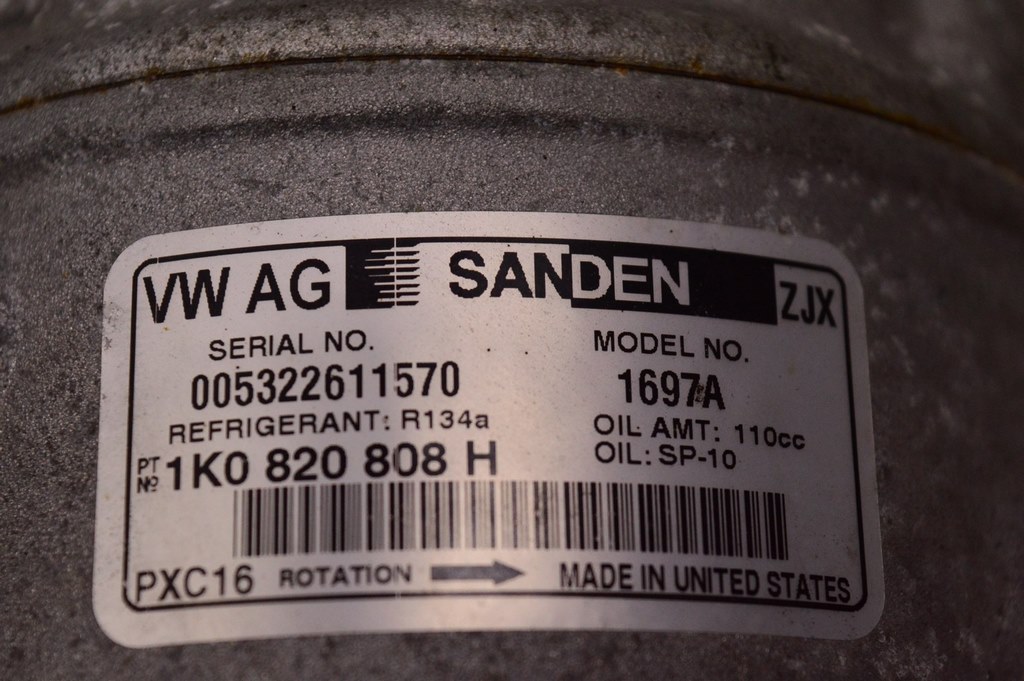 VW AG SANDEN ZJX
SERIAL NO. MODEL NO.
005322611570 1697A
REFRIGERANT: R134a OIL AMT: 110cc
PT NO 1K0 820 808 H OIL: SP-10
PXC16 ROTATION MADE IN UNITED STATES